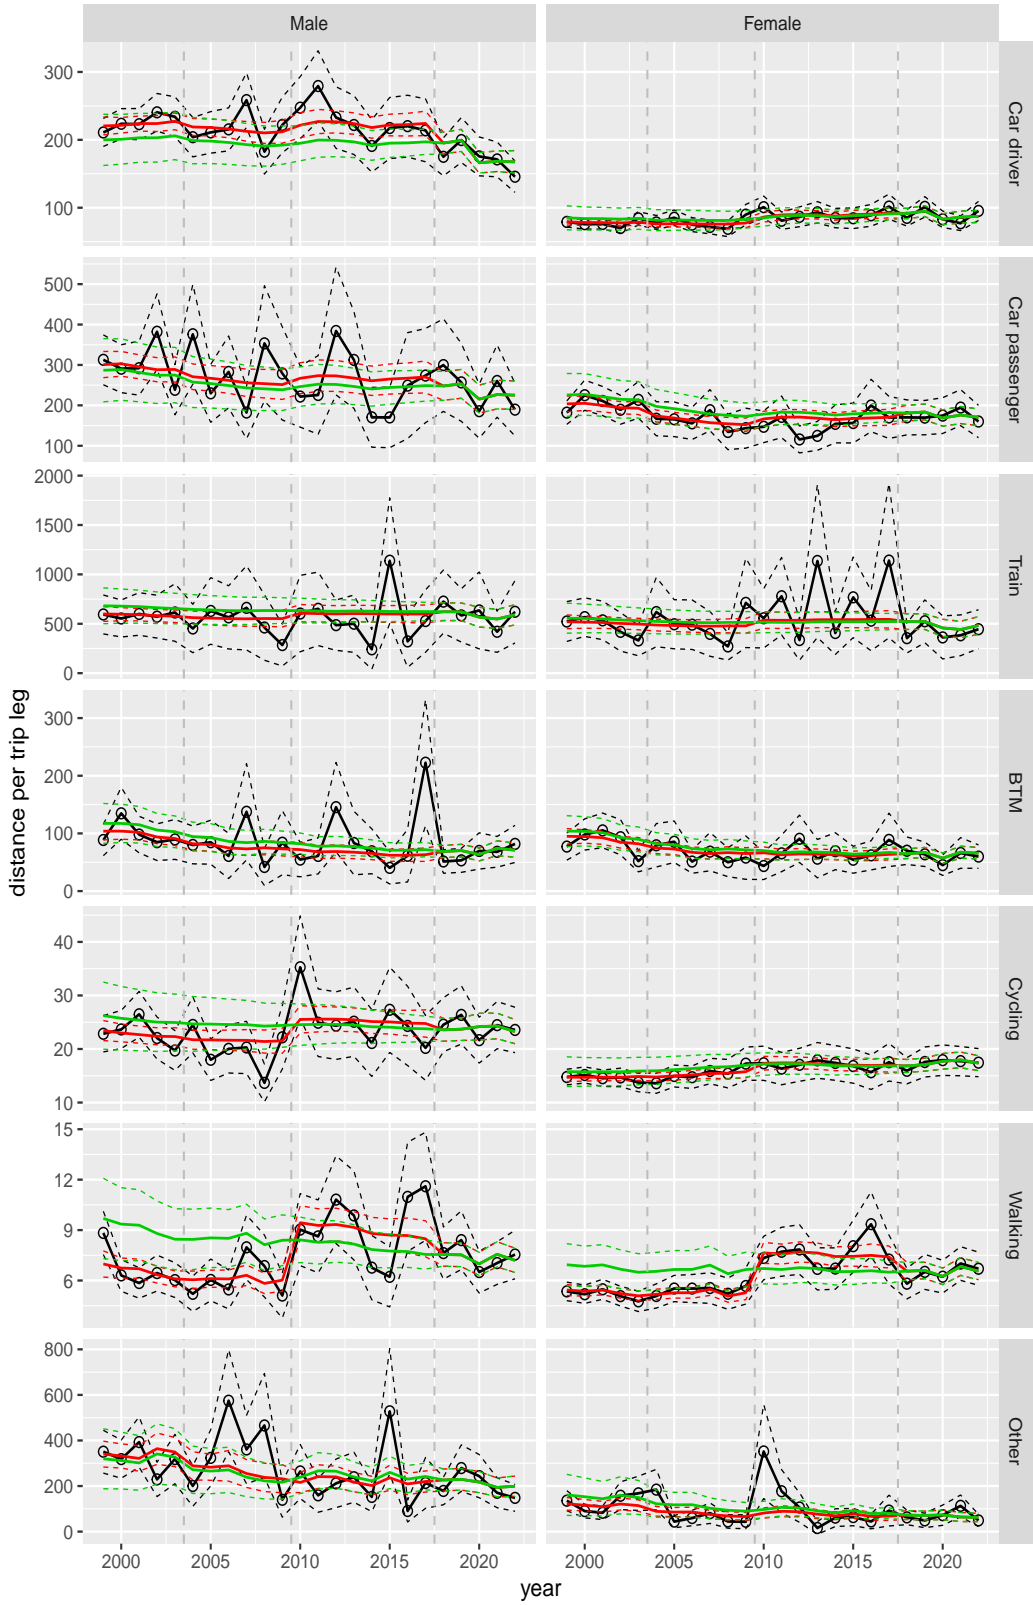 Male Female
300
200
100
Car driver
500
400
300
200
100
Car passenger
2000
1500
1000
500
0
Train
300
200
100
0
BTM
40
30
20
10
Cycling
15
12
9
6
Walking
800
600
400
200
0
Other
2000 2005 2010 2015 2020 2000 2005 2010 2015 2020
year
distance per trip leg